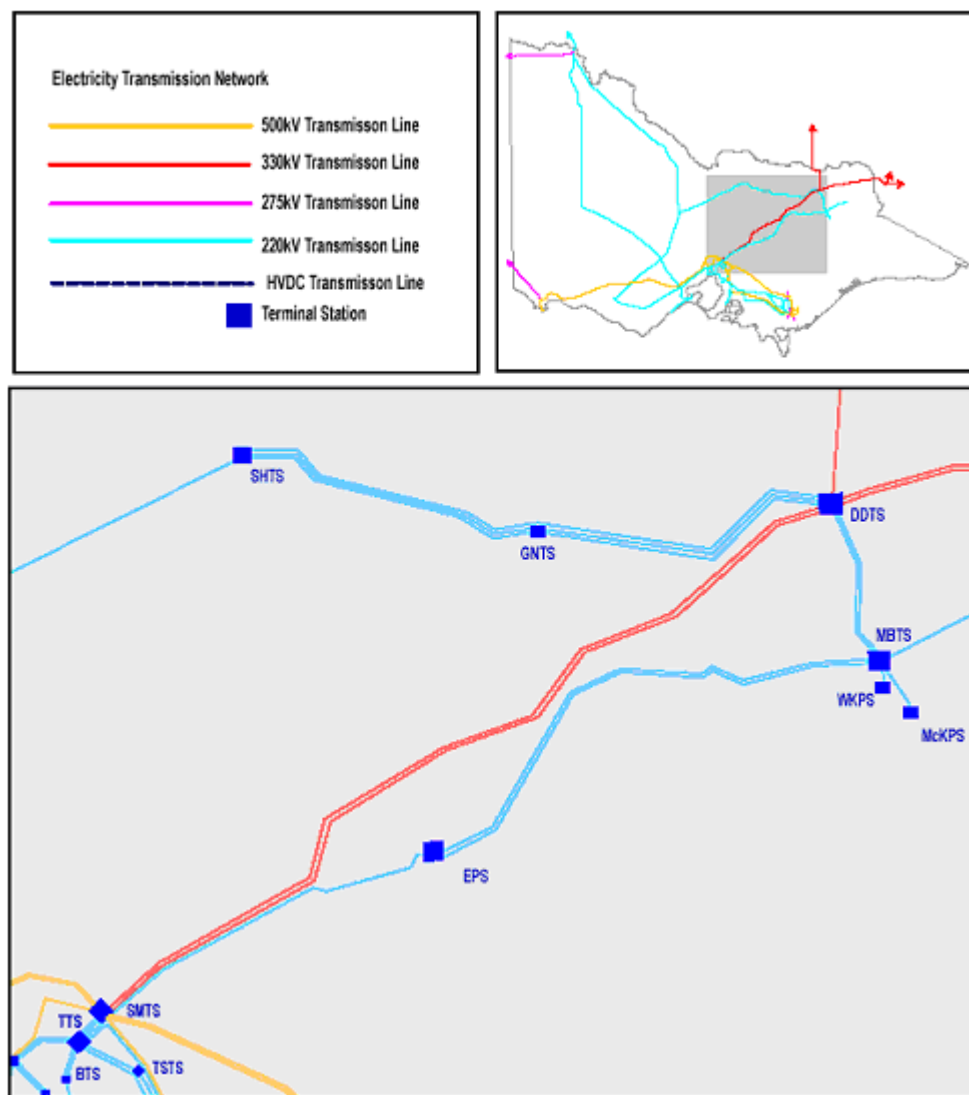 Electricity Transmission Network
500kV Transmisson Line
330kV Transmisson Line
275kV Transmisson Line
220kV Transmisson Line
HVDC Transmisson Line
Terminal Station
SHTS
GNTS
DDTS
MBTS
WKPS
McKPS
EPS
SMTS
TTS
BTS
TSTS